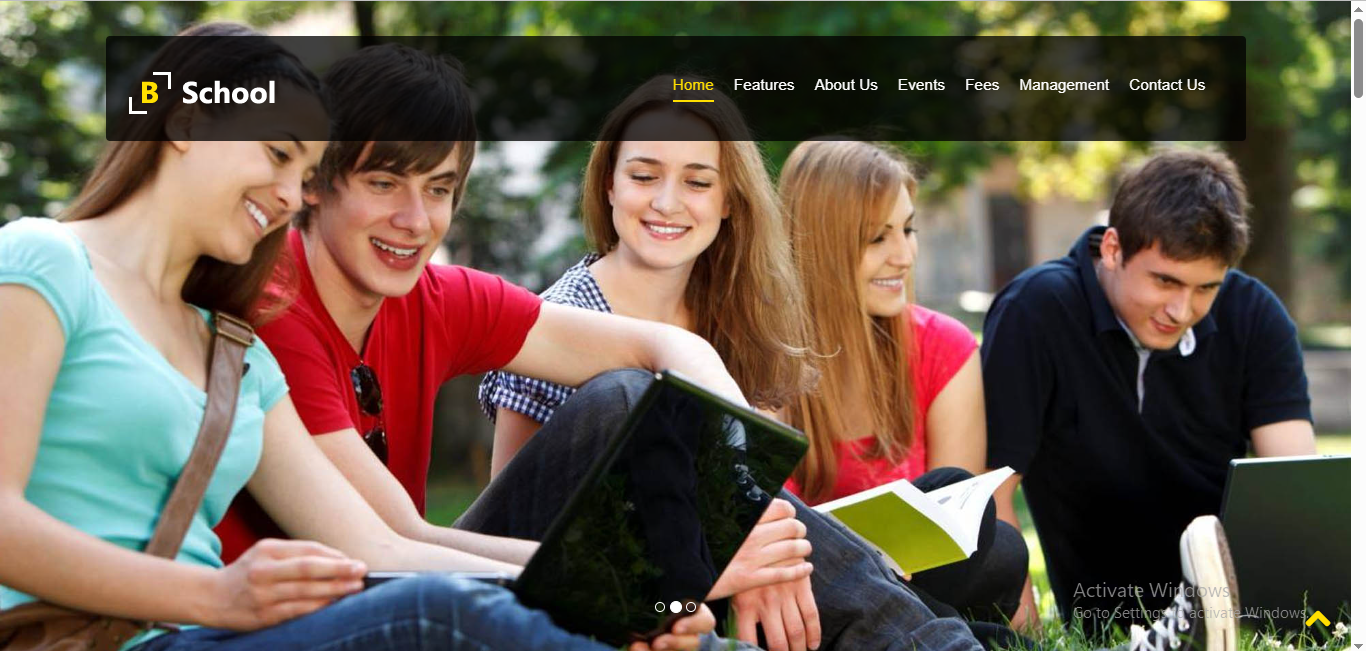 B School
Home Features About Us Events Fees Management Contact Us
Activate Windows
Go to Settings to activate Windows.